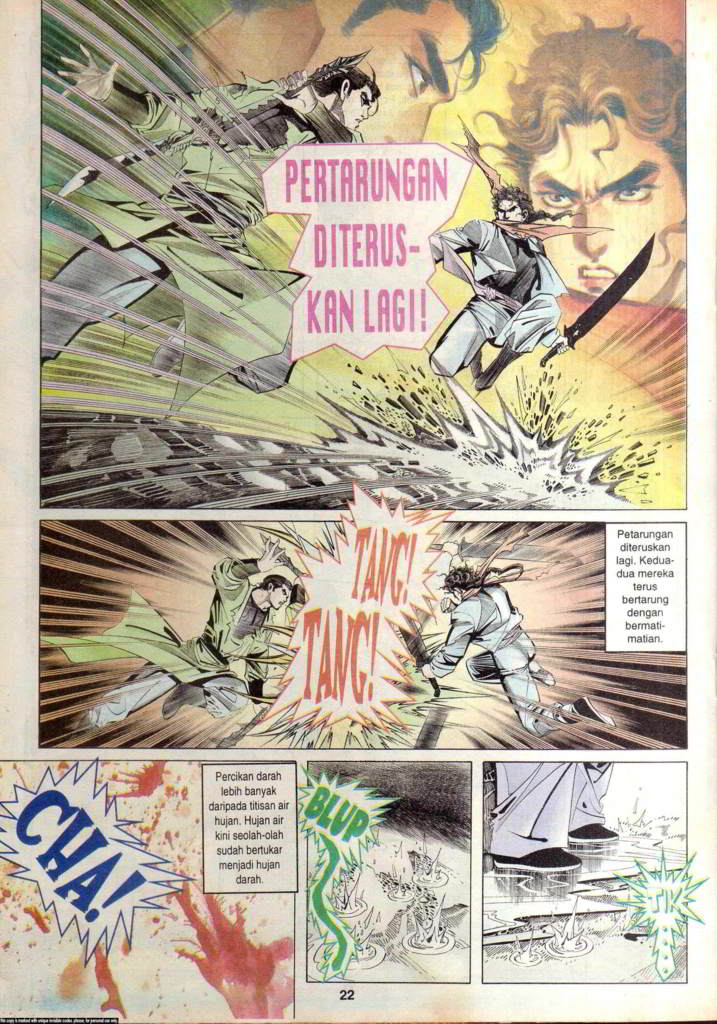 PERTARUNGAN
DITERUS-
KAN LAGI!
TANG!
TANG!
Petarungan
diteruskan
lagi. Kedua-
dua mereka
terus
bertarung
dengan
bermati-
matian.
CHA!
Percikan darah
lebih banyak
daripada titisan air
hujan. Hujan air
kini seolah-olah
sudah bertukar
menjadi hujan
darah.
BLUP
TIK
22